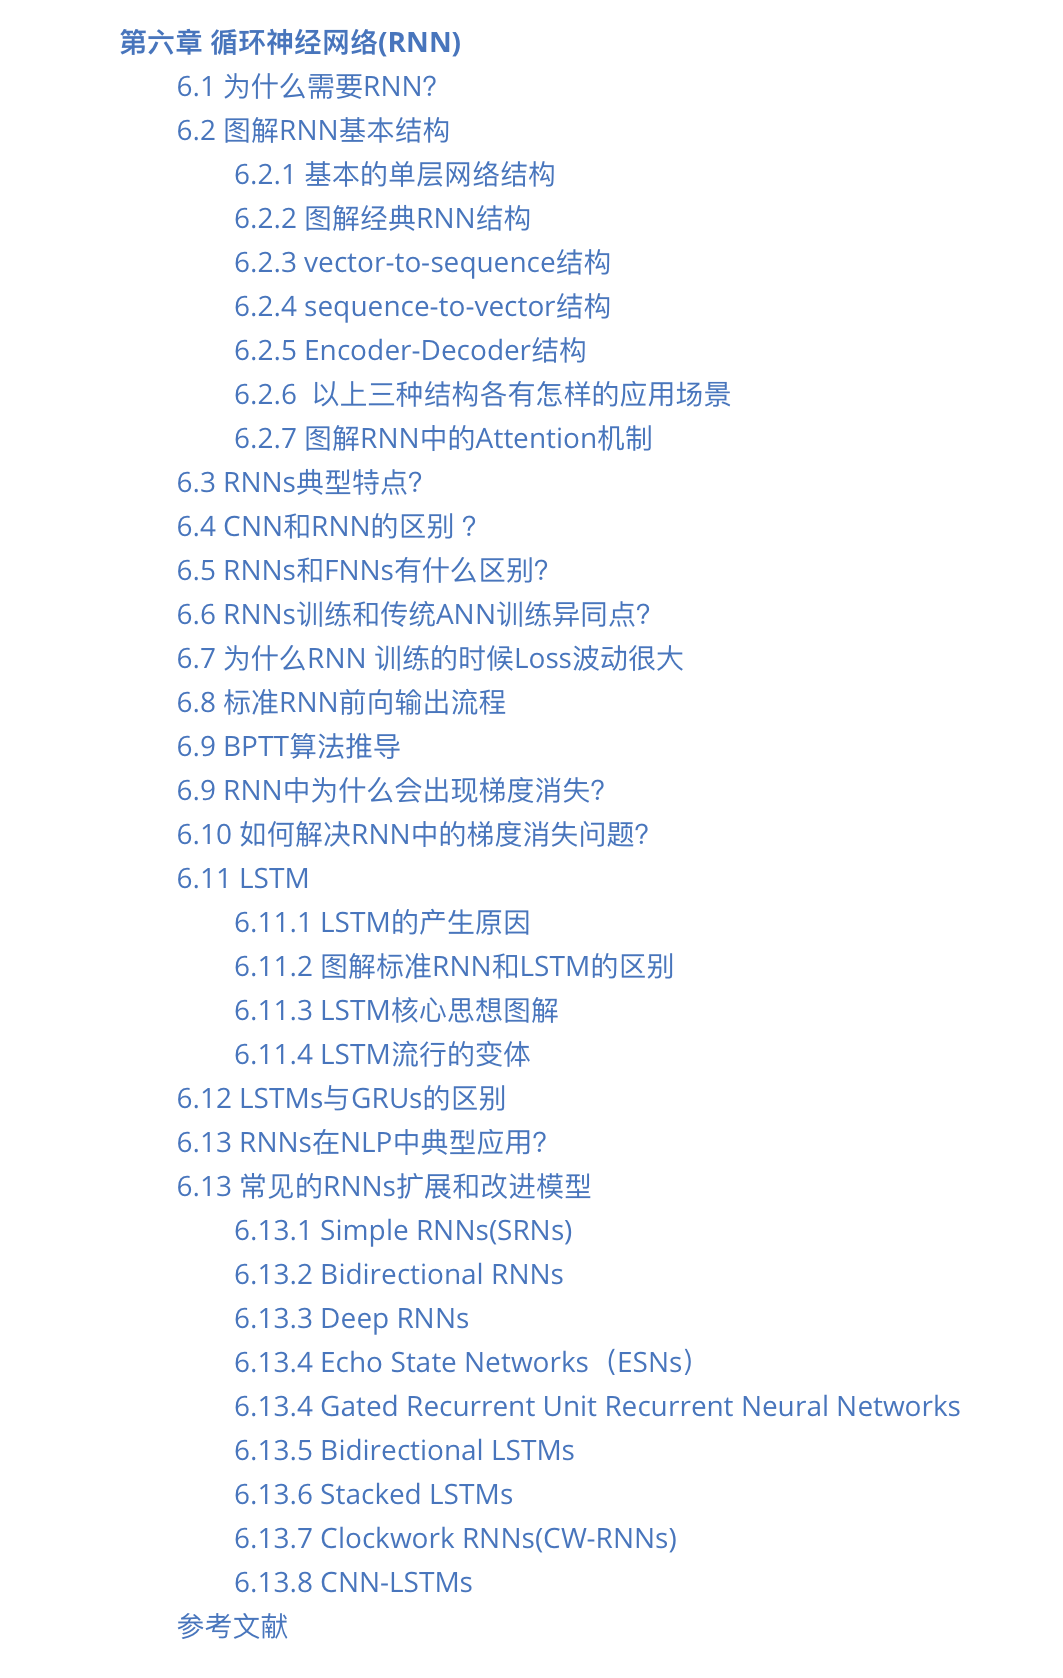 第六章 循环神经网络(RNN)
6.1 为什么需要RNN？
6.2 图解RNN基本结构
6.2.1 基本的单层网络结构
6.2.2 图解经典RNN结构
6.2.3 vector-to-sequence结构
6.2.4 sequence-to-vector结构
6.2.5 Encoder-Decoder结构
6.2.6  以上三种结构各有怎样的应用场景
6.2.7 图解RNN中的Attention机制
6.3 RNNs典型特点？
6.4 CNN和RNN的区别 ？
6.5 RNNs和FNNs有什么区别？
6.6 RNNs训练和传统ANN训练异同点？
6.7 为什么RNN 训练的时候Loss波动很大
6.8 标准RNN前向输出流程
6.9 BPTT算法推导
6.9 RNN中为什么会出现梯度消失？
6.10 如何解决RNN中的梯度消失问题？
6.11 LSTM
6.11.1 LSTM的产生原因
6.11.2 图解标准RNN和LSTM的区别
6.11.3 LSTM核心思想图解
6.11.4 LSTM流行的变体
6.12 LSTMs与GRUs的区别
6.13 RNNs在NLP中典型应用？
6.13 常见的RNNs扩展和改进模型
6.13.1 Simple RNNs(SRNs)
6.13.2 Bidirectional RNNs
6.13.3 Deep RNNs
6.13.4 Echo State Networks（ESNs）
6.13.4 Gated Recurrent Unit Recurrent Neural Networks
6.13.5 Bidirectional LSTMs
6.13.6 Stacked LSTMs
6.13.7 Clockwork RNNs(CW-RNNs)
6.13.8 CNN-LSTMs
参考文献